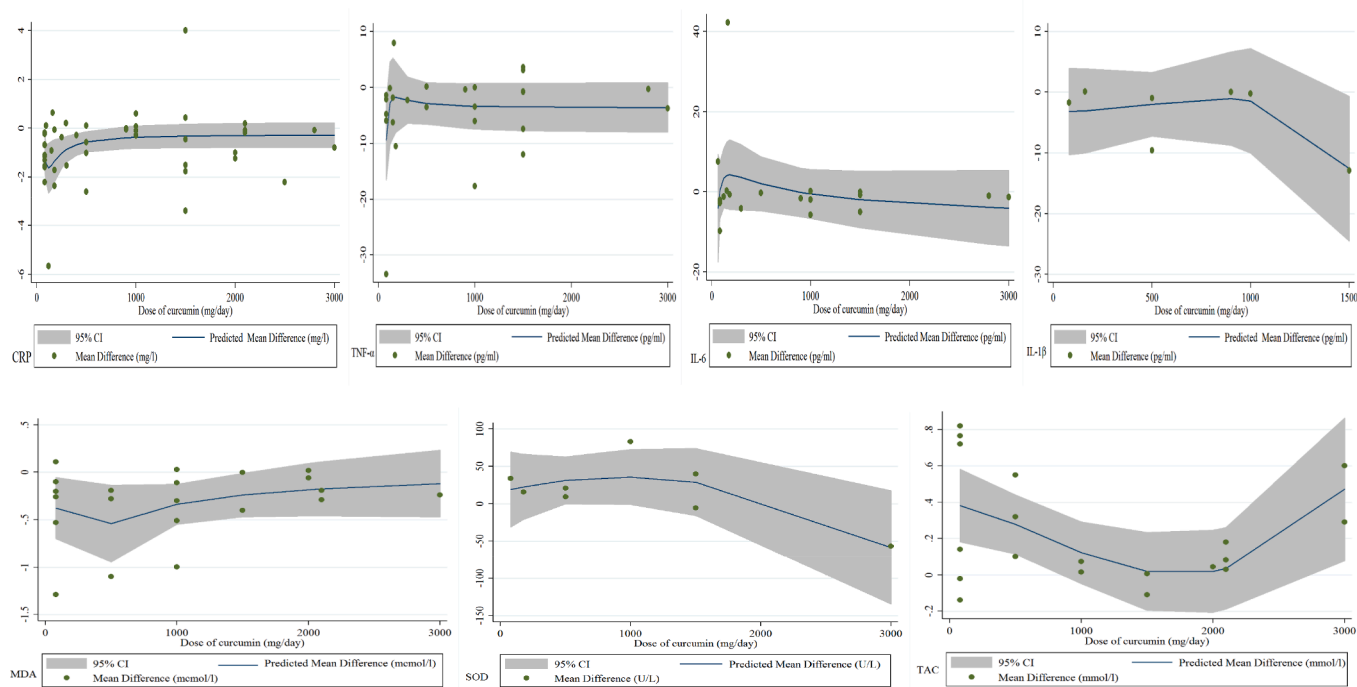 4
2
0
-2
-4
-6
0 1000 2000 3000
Dose of curcumin (mg/day)
95% CI Predicted Mean Difference (mg/l)
Mean Difference (mg/l)
CRP
10
0
-10
-20
-30
0 1000 2000 3000
Dose of curcumin (mg/day)
95% CI Predicted Mean Difference (pg/ml)
Mean Difference (pg/ml)
TNF-α
40
20
0
-20
0 1000 2000 3000
Dose of curcumin (mg/day)
95% CI Predicted Mean Difference (pg/ml)
Mean Difference (pg/ml)
IL-6
10
0
-10
-20
-30
0 500 1000 1500
Dose of curcumin (mg/day)
95% CI Predicted Mean Difference (pg/ml)
Mean Difference (pg/ml)
IL-1β
.5
0
-.5
-1
-1.5
0 1000 2000 3000
Dose of curcumin (mg/day)
95% CI Predicted Mean Difference (mcmol/l)
Mean Difference (mcmol/l)
MDA
100
50
0
-50
-100
-150
0 1000 2000 3000
Dose of curcumin (mg/day)
95% CI Predicted Mean Difference (U/L)
Mean Difference (U/L)
SOD
.8
.6
.4
.2
0
-.2
0 1000 2000 3000
Dose of curcumin (mg/day)
95% CI Predicted Mean Difference (mmol/l)
Mean Difference (mmol/l)
TAC